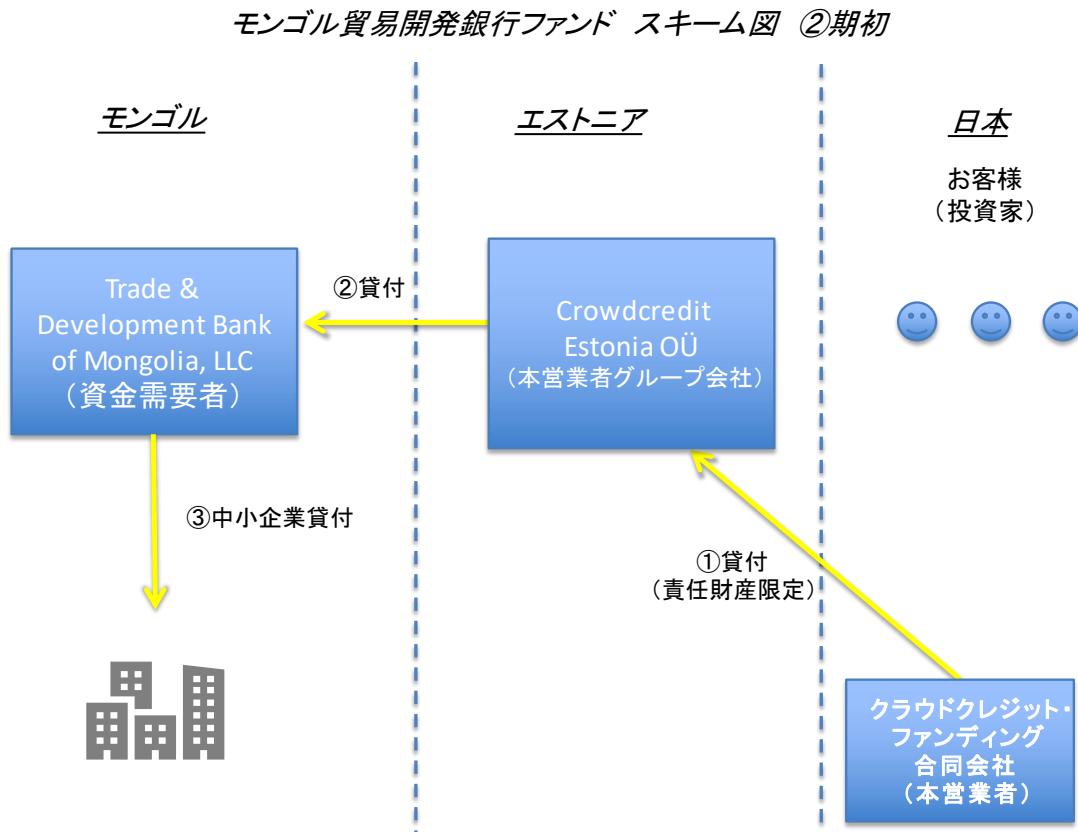 モンゴル貿易開発銀行ファンド スキーム図 ②期初
モンゴル
エストニア
日本
お客様
（投資家）
Trade &
Development Bank
of Mongolia, LLC
（資金需要者）
②貸付
Crowdcredit
Estonia OÜ
（本営業者グループ会社）
③中小企業貸付
①貸付
（責任財産限定）
クラウドクレジット・
ファンディング
合同会社
（本営業者）